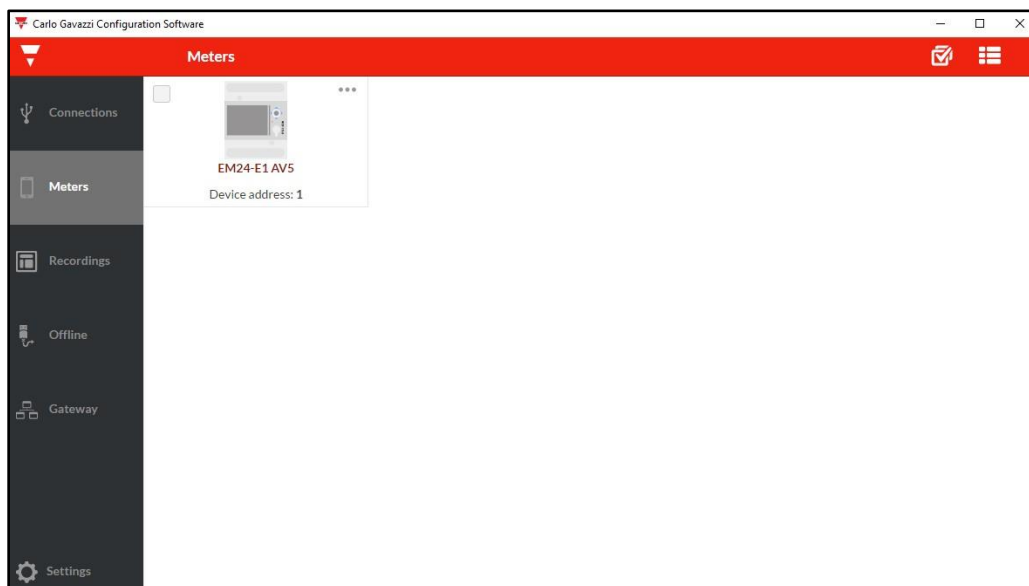 Carlo Gavazzi Configuration Software
Meters
Connections
Meters
Recordings
Offline
Gateway
Settings
EM24-E1 AV5
Device address: 1